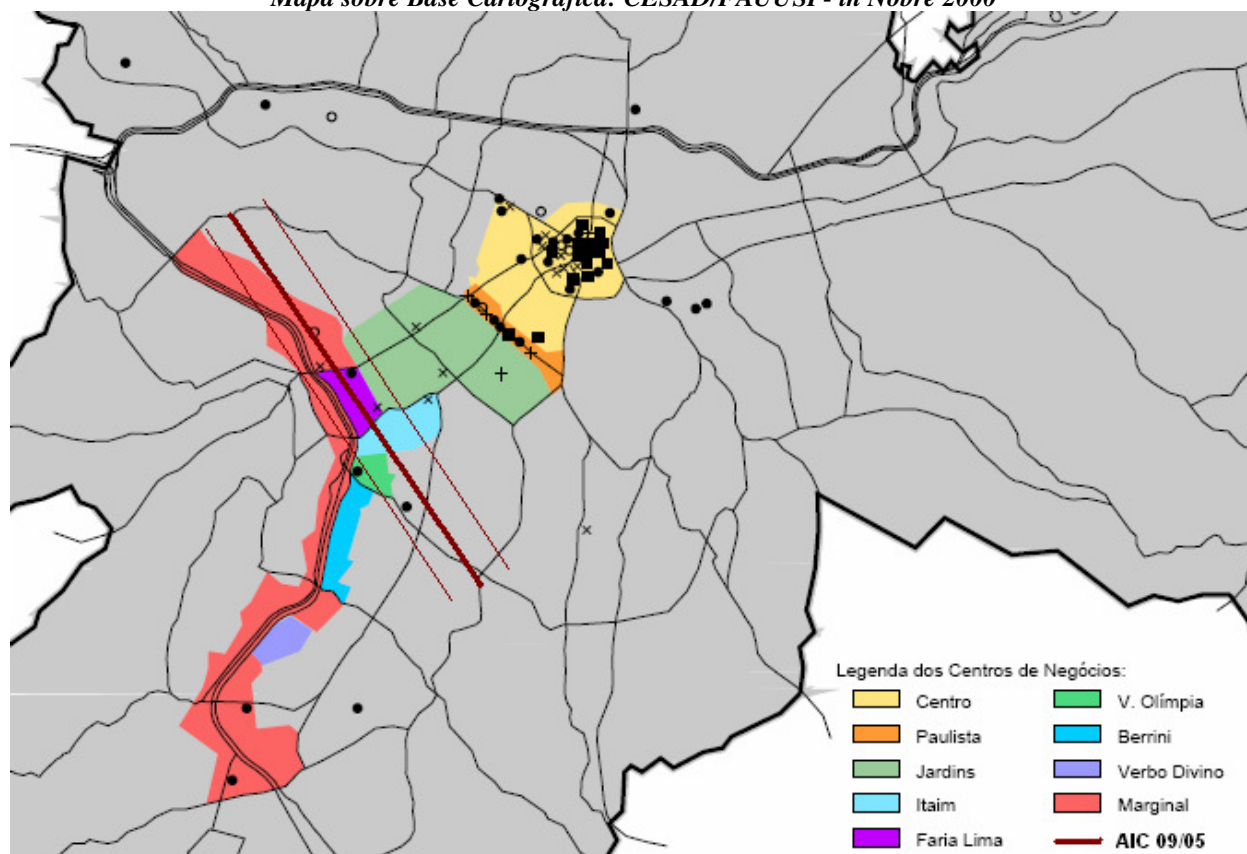 Mapa sobre Base Cartográfica: CESAD/FAUUSP - in Nobre 2000
Legenda dos Centros de Negócios:
Centro
Paulista
Jardins
Itaim
Faria Lima
V. Olímpia
Berrini
Verbo Divino
Marginal
AIC 09/05